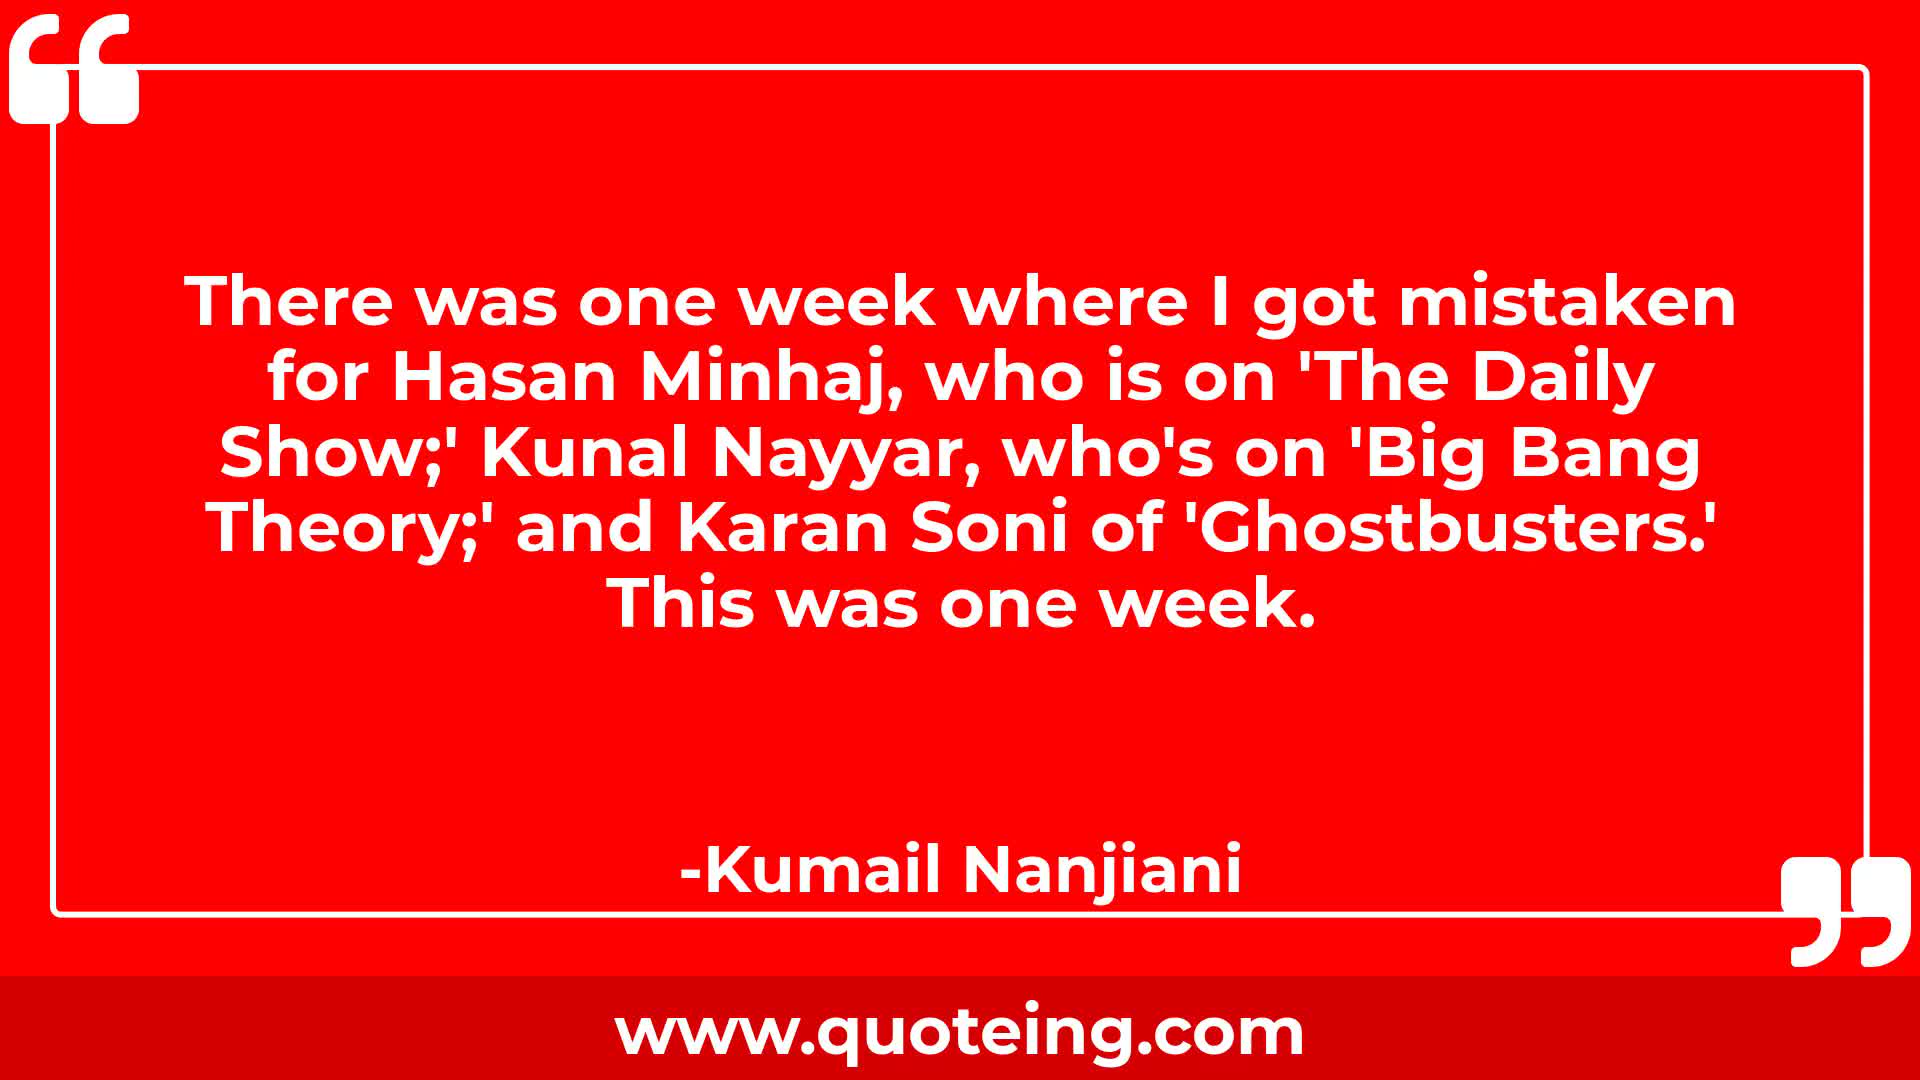 There was one week where I got mistaken
for Hasan Minhaj, who is on 'The Daily
Show;' Kunal Nayyar, who's on 'Big Bang
Theory;' and Karan Soni of 'Ghostbusters.'
This was one week.
-Kumail Nanjiani
www.quoteing.com